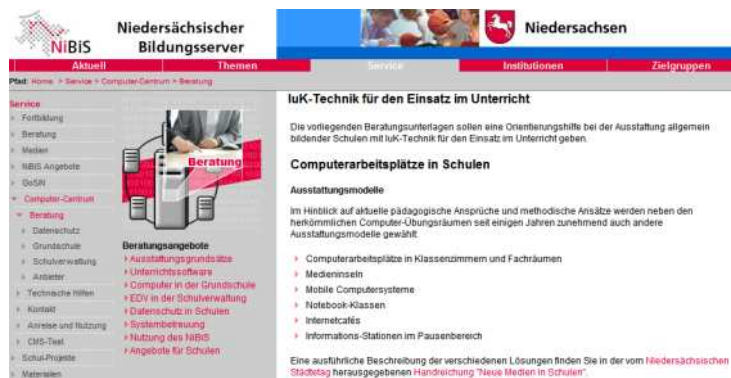 NiBiS
Niedersächsischer
Bildungsserver
Niedersachsen
Aktuell
Themen
Service
Institutionen
Zielgruppen
Pfad: Home > Service > Computer-Centrum > Beratung
Service
Fortbildung
Beratung
Medien
NiBiS Angebote
GoSiN
Computer-Centrum
Beratung
Datenschutz
Grundschule
Schulverwaltung
Anbieter
Technische Hilfen
Kontakt
Anreise und Nutzung
CMS-Test
Schul-Projekte
Materialien
Beratung
Beratungsangebote
Ausstattungsgrundsätze
Unterrichtssoftware
Computer in der Grundschule
EDV in der Schulverwaltung
Datenschutz in Schulen
Systembetreuung
Nutzung des NiBiS
Angebote für Schulen
IuK-Technik für den Einsatz im Unterricht
Die vorliegenden Beratungsunterlagen sollen eine Orientierungshilfe bei der Ausstattung allgemein
bildender Schulen mit IuK-Technik für den Einsatz im Unterricht geben.
Computerarbeitsplätze in Schulen
Ausstattungsmodelle
Im Hinblick auf aktuelle pädagogische Ansprüche und methodische Ansätze werden neben den
herkömmlichen Computer-Übungsräumen seit einigen Jahren zunehmend auch andere
Ausstattungsmodelle gewählt:
Computerarbeitsplätze in Klassenzimmern und Fachräumen
Medieninseln
Mobile Computersysteme
Notebook-Klassen
Internetcafés
Informations-Stationen im Pausenbereich
Eine ausführliche Beschreibung der verschiedenen Lösungen finden Sie in der vom Niedersächsischen
Städtetag herausgegebenen Handreichung "Neue Medien in Schulen".